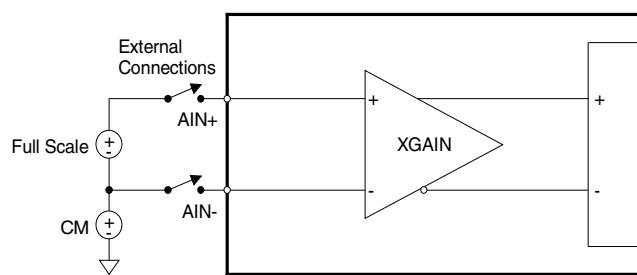 External
Connections
AIN+
Full Scale
+
-
AIN-
CM
+
-
+
-
XGAIN
+
-